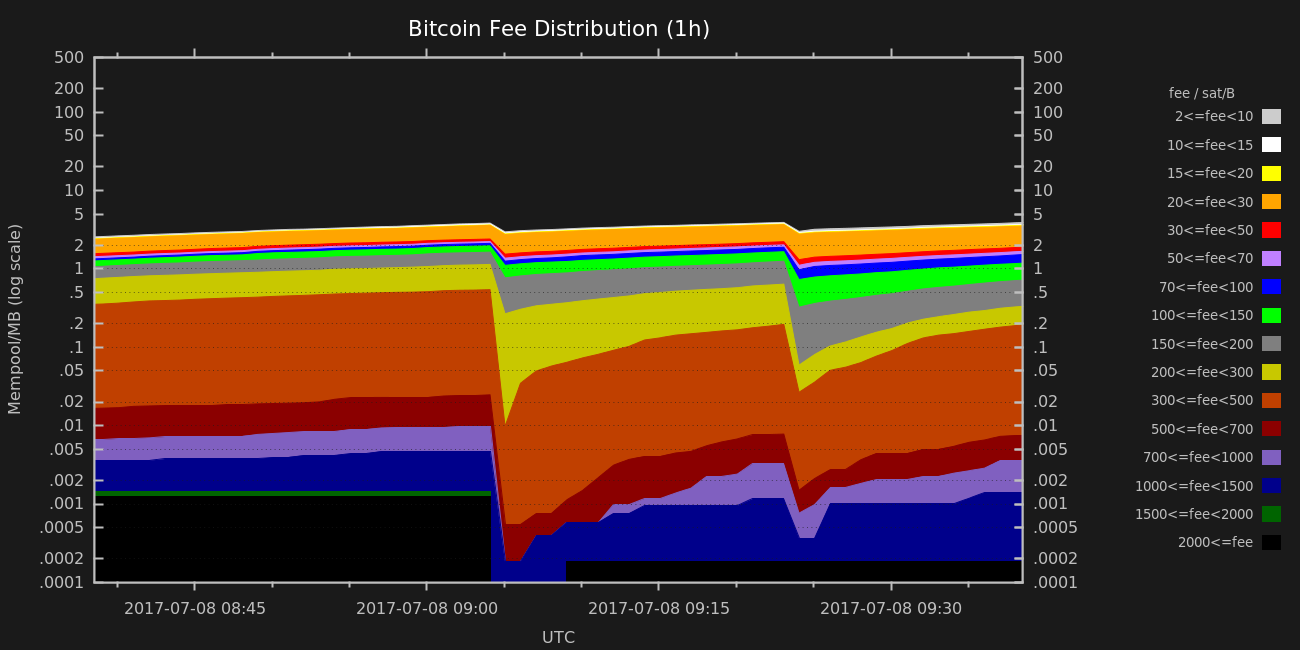 Bitcoin Fee Distribution (1h)
500
200
100
50
20
10
5
2
1
.5
.2
.1
.05
.02
.01
.005
.002
.001
.0005
.0002
.0001
Mempool/MB (log scale)
500
200
100
50
20
10
5
2
1
.5
.2
.1
.05
.02
.01
.005
.002
.001
.0005
.0002
.0001
2017-07-08 08:45 2017-07-08 09:00 2017-07-08 09:15 2017-07-08 09:30
UTC
fee / sat/B
2<=fee<10
10<=fee<15
15<=fee<20
20<=fee<30
30<=fee<50
50<=fee<70
70<=fee<100
100<=fee<150
150<=fee<200
200<=fee<300
300<=fee<500
500<=fee<700
700<=fee<1000
1000<=fee<1500
1500<=fee<2000
2000<=fee